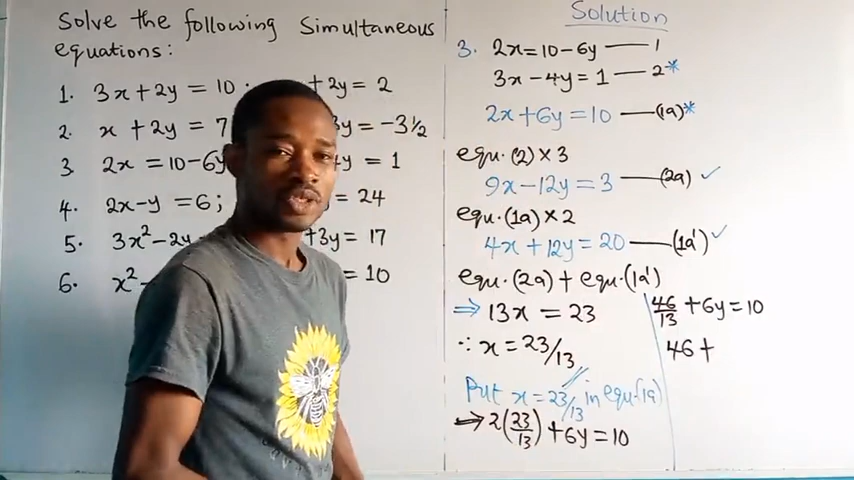 Solve the following Simultaneous
equations:
1. 3x + 2y = 10 ; + 2y = 2
2. x + 2y = 7 3y = -3½
3 2x = 10 - 6y 4y = 1
4. 2x - y = 6 ; = 24
5. 3x² - 2y +3y = 17
6. x² - = 10
Solution
3. 2x = 10 - 6y —— 1
3x - 4y = 1 —— 2*
2x + 6y = 10 —— (1a)*
equ. (2) × 3
9x - 12y = 3 —— (2a) ✓
equ. (1a) × 2
4x + 12y = 20 —— (1a') ✓
equ. (2a) + equ. (1a')
⇒ 13x = 23
∴ x = 23/13
Put x = 23/13 in equ. (1a)
⇒ 2(23/13) + 6y = 10
46/13 + 6y = 10
46 +